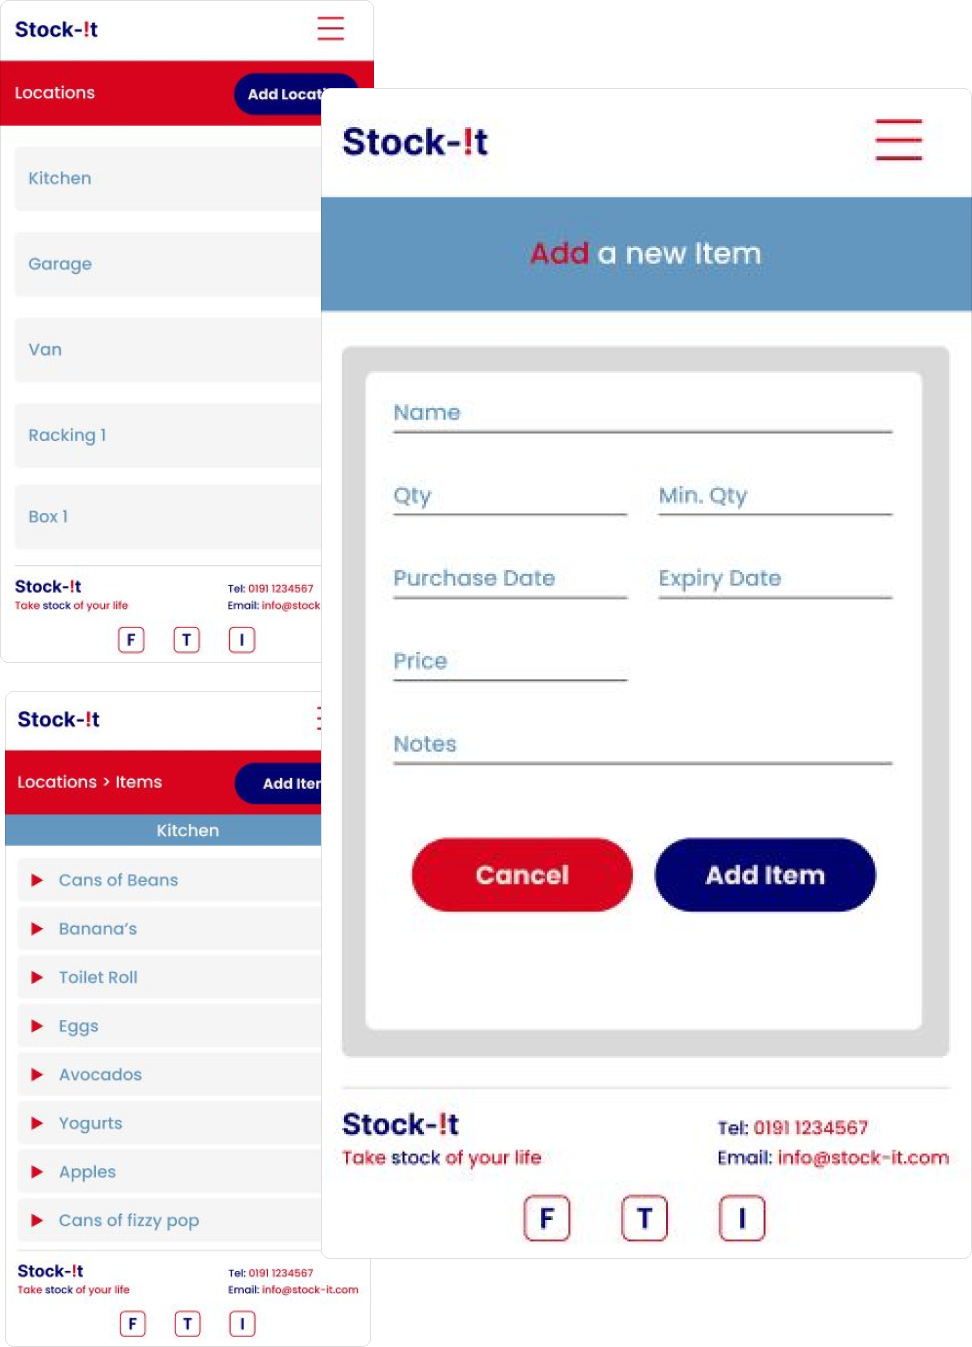 Stock-!t
Locations
Add Locati
Kitchen
Garage
Van
Racking 1
Box 1
Stock-!t
Take stock of your life
Tel: 0191 1234567
Email: info@stock
F T I
Stock-!t
Locations > Items
Add Iter
Kitchen
Cans of Beans
Banana's
Toilet Roll
Eggs
Avocados
Yogurts
Apples
Cans of fizzy pop
Stock-!t
Take stock of your life
Tel: 0191 1234567
Email: info@stock-it.com
F T I
Stock-!t
Add a new Item
Name
Qty
Min. Qty
Purchase Date
Expiry Date
Price
Notes
Cancel
Add Item
Stock-!t
Take stock of your life
Tel: 0191 1234567
Email: info@stock-it.com
F T I